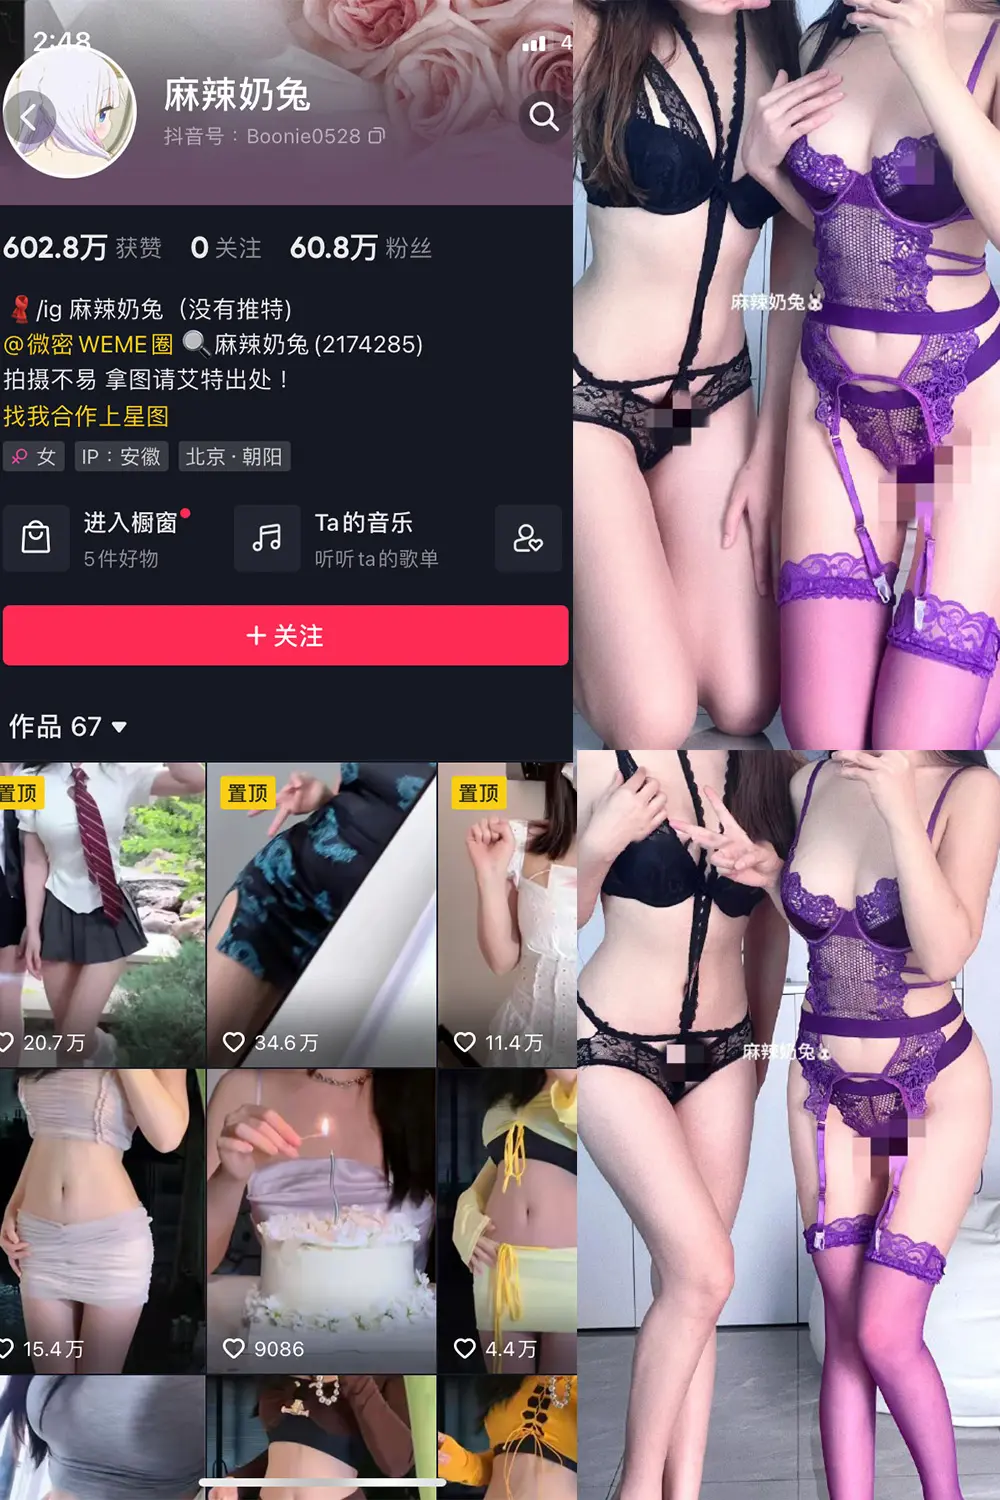 2:48
4
麻辣奶兔
抖音号：Boonie0528
602.8万 获赞 0 关注 60.8万 粉丝
/ig 麻辣奶兔（没有推特)
@微密 WEME圈 麻辣奶兔(2174285)
拍摄不易 拿图请艾特出处！
找我合作上星图
女 IP：安徽 北京·朝阳
进入橱窗 Ta的音乐
5件好物 听听ta的歌单
+ 关注
作品 67
置顶 置顶 置顶
20.7万 34.6万 11.4万
15.4万 9086 4.4万
麻辣奶兔
麻辣奶兔